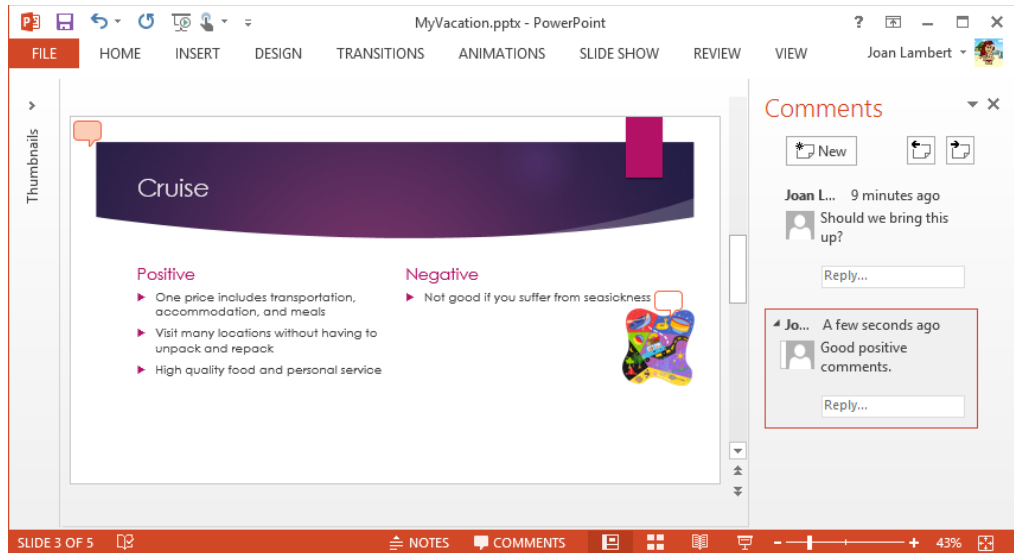 MyVacation.pptx - PowerPoint
?
FILE HOME INSERT DESIGN TRANSITIONS ANIMATIONS SLIDE SHOW REVIEW VIEW Joan Lambert
Thumbnails
Cruise
Positive
One price includes transportation,
accommodation, and meals
Visit many locations without having to
unpack and repack
High quality food and personal service
Negative
Not good if you suffer from seasickness
Comments
New
Joan L... 9 minutes ago
Should we bring this
up?
Reply...
Jo... A few seconds ago
Good positive
comments.
Reply...
SLIDE 3 OF 5 NOTES COMMENTS 43%